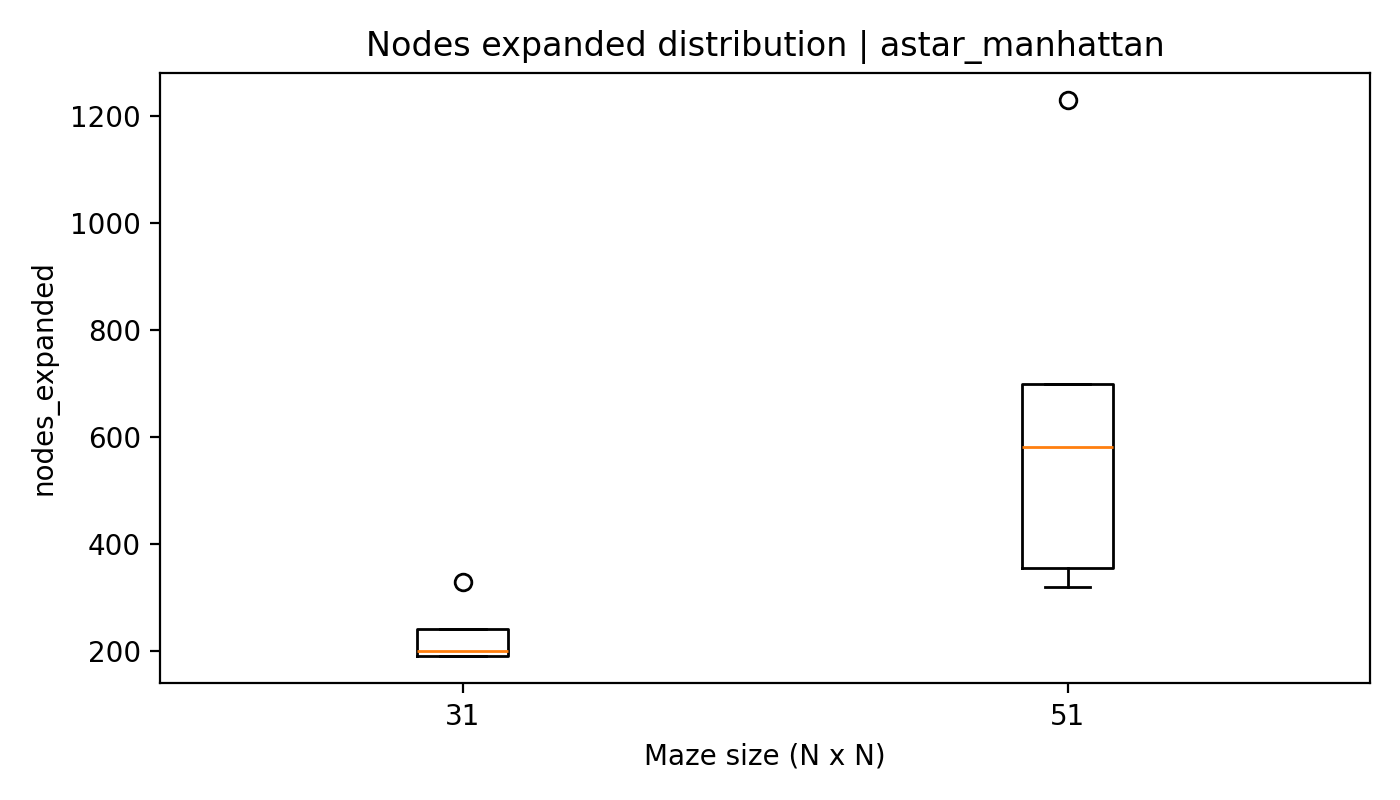 Nodes expanded distribution | astar_manhattan
1200
1000
800
600
400
200
nodes_expanded
31
51
Maze size (N x N)